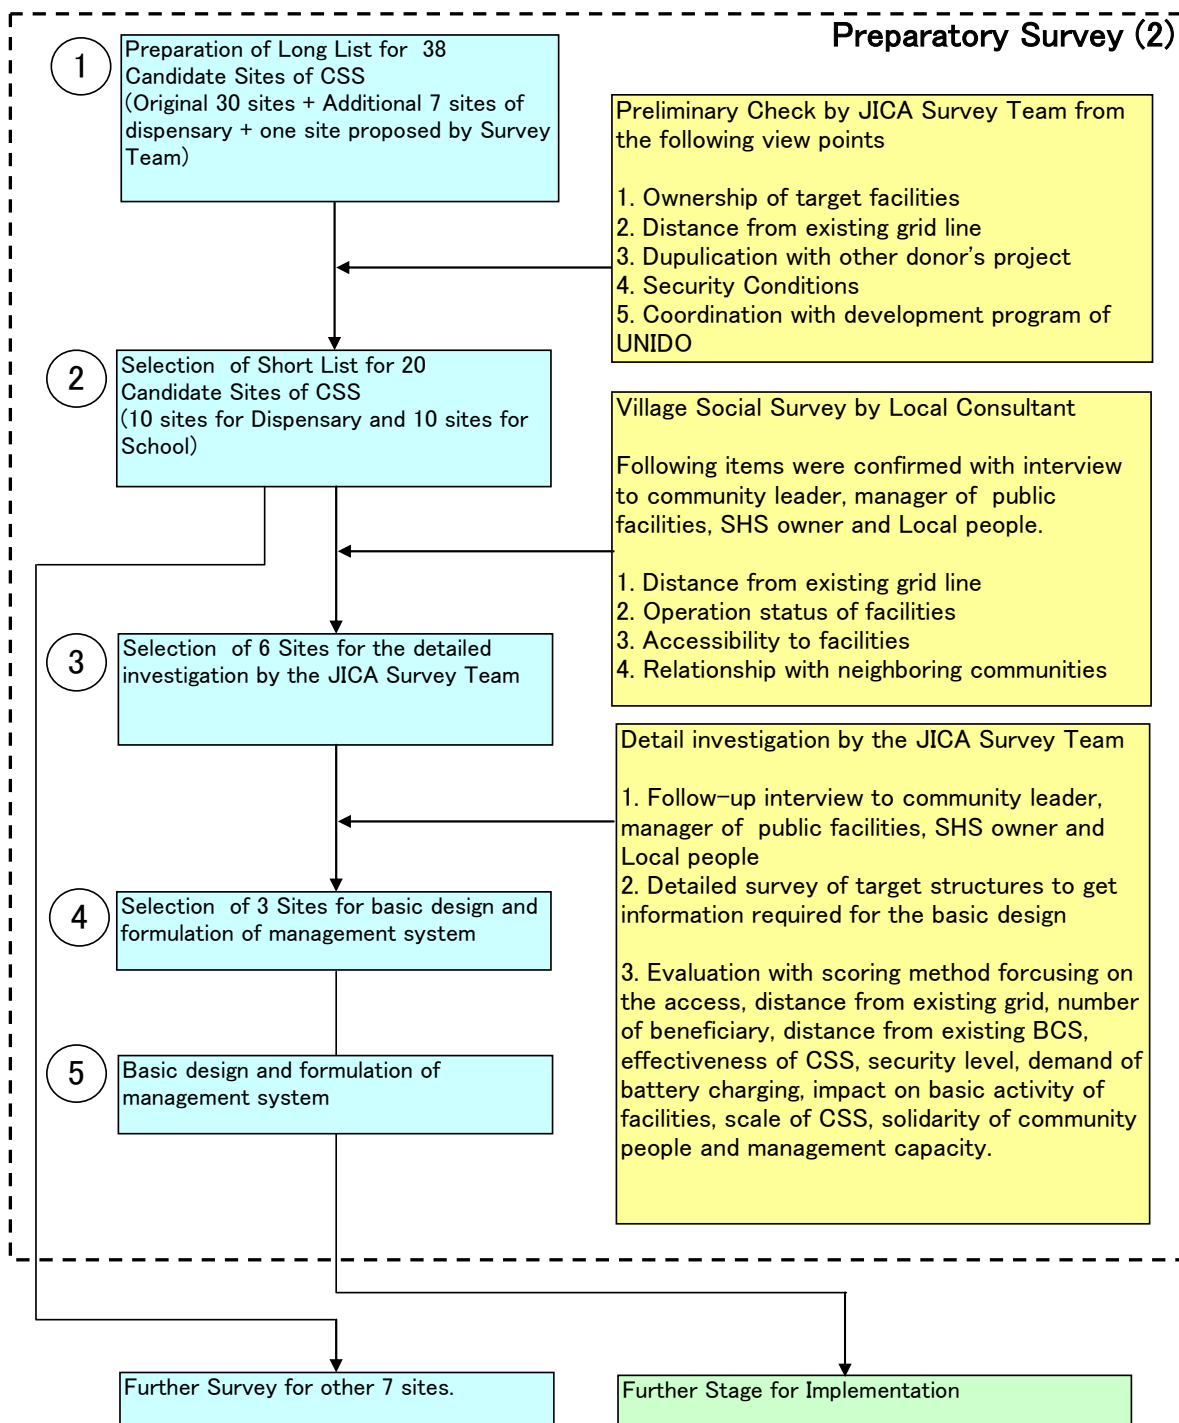 Preparatory Survey (2)
1
Preparation of Long List for 38
Candidate Sites of CSS
(Original 30 sites + Additional 7 sites of
dispensary + one site proposed by Survey
Team)
Preliminary Check by JICA Survey Team from
the following view points
1. Ownership of target facilities
2. Distance from existing grid line
3. Dupulication with other donor's project
4. Security Conditions
5. Coordination with development program of
UNIDO
2
Selection of Short List for 20
Candidate Sites of CSS
(10 sites for Dispensary and 10 sites for
School)
Village Social Survey by Local Consultant
Following items were confirmed with interview
to community leader, manager of public
facilities, SHS owner and Local people.
1. Distance from existing grid line
2. Operation status of facilities
3. Accessibility to facilities
4. Relationship with neighboring communities
3
Selection of 6 Sites for the detailed
investigation by the JICA Survey Team
Detail investigation by the JICA Survey Team
1. Follow-up interview to community leader,
manager of public facilities, SHS owner and
Local people
2. Detailed survey of target structures to get
information required for the basic design
3. Evaluation with scoring method forcusing on
the access, distance from existing grid, number
of beneficiary, distance from existing BCS,
effectiveness of CSS, security level, demand of
battery charging, impact on basic activity of
facilities, scale of CSS, solidarity of community
people and management capacity.
4
Selection of 3 Sites for basic design and
formulation of management system
5
Basic design and formulation of
management system
Further Survey for other 7 sites.
Further Stage for Implementation